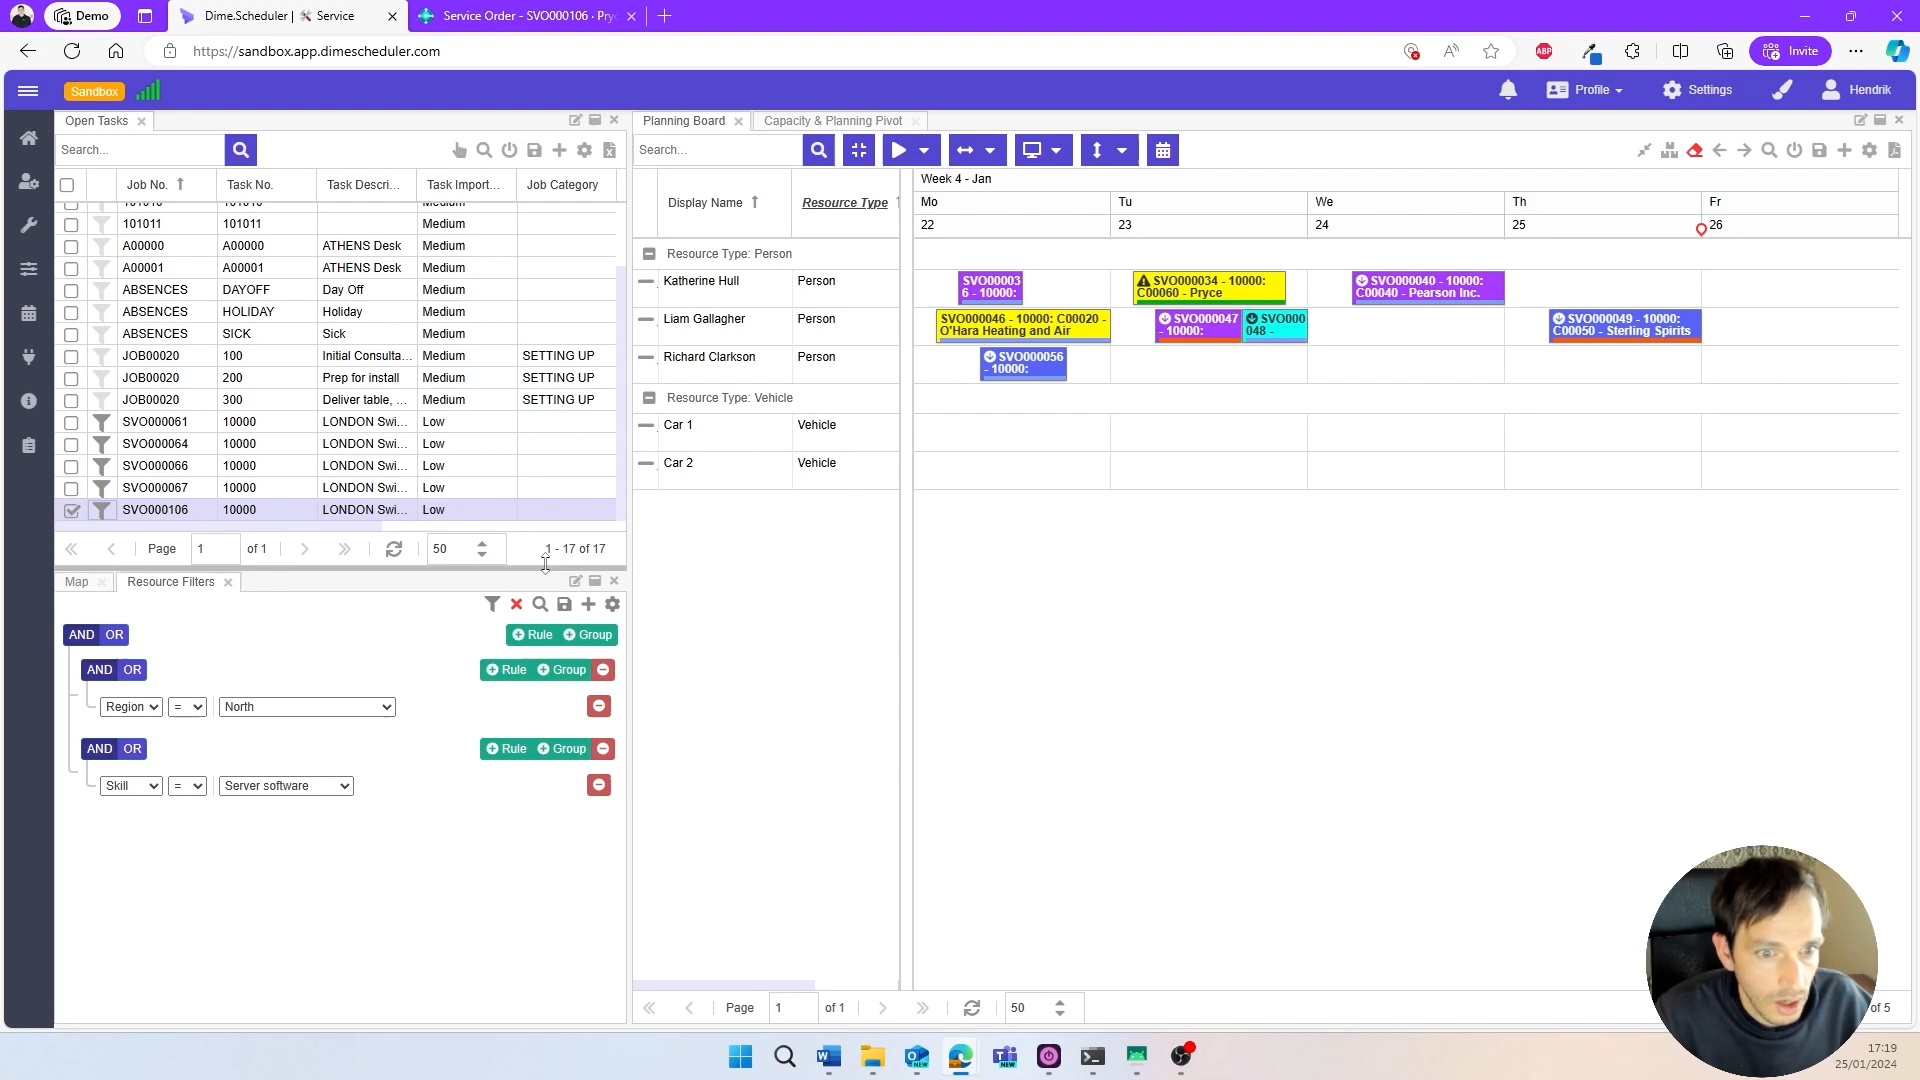 Demo
Dime.Scheduler | 🛠 Service
Service Order - SVO000106 · Pry
https://sandbox.app.dimescheduler.com
ABP
Invite
Sandbox
Profile
Settings
Hendrik
Open Tasks
Search...
Job No.
Task No.
Task Descri...
Task Import...
Job Category
101011 101011 Medium
A00000 A00000 ATHENS Desk Medium
A00001 A00001 ATHENS Desk Medium
ABSENCES DAYOFF Day Off Medium
ABSENCES HOLIDAY Holiday Medium
ABSENCES SICK Sick Medium
JOB00020 100 Initial Consulta... Medium SETTING UP
JOB00020 200 Prep for install Medium SETTING UP
JOB00020 300 Deliver table, ... Medium SETTING UP
SVO000061 10000 LONDON Swi... Low
SVO000064 10000 LONDON Swi... Low
SVO000066 10000 LONDON Swi... Low
SVO000067 10000 LONDON Swi... Low
SVO000106 10000 LONDON Swi... Low
Page 1 of 1 50 1 - 17 of 17
Map
Resource Filters
AND OR Rule Group
AND OR Rule Group
Region = North
AND OR Rule Group
Skill = Server software
Planning Board
Capacity & Planning Pivot
Search...
Display Name
Resource Type
Week 4 - Jan
Mo Tu We Th Fr
22 23 24 25 26
Resource Type: Person
Katherine Hull Person
SVO00003
6 - 10000:
SVO000034 - 10000:
C00060 - Pryce
SVO000040 - 10000:
C00040 - Pearson Inc.
Liam Gallagher Person
SVO000046 - 10000: C00020 -
O'Hara Heating and Air
SVO000047
- 10000:
SVO000
048 -
SVO000049 - 10000:
C00050 - Sterling Spirits
Richard Clarkson Person
SVO000056
- 10000:
Resource Type: Vehicle
Car 1 Vehicle
Car 2 Vehicle
Page 1 of 1 50
of 5
NEW
NEW
17:19
25/01/2024